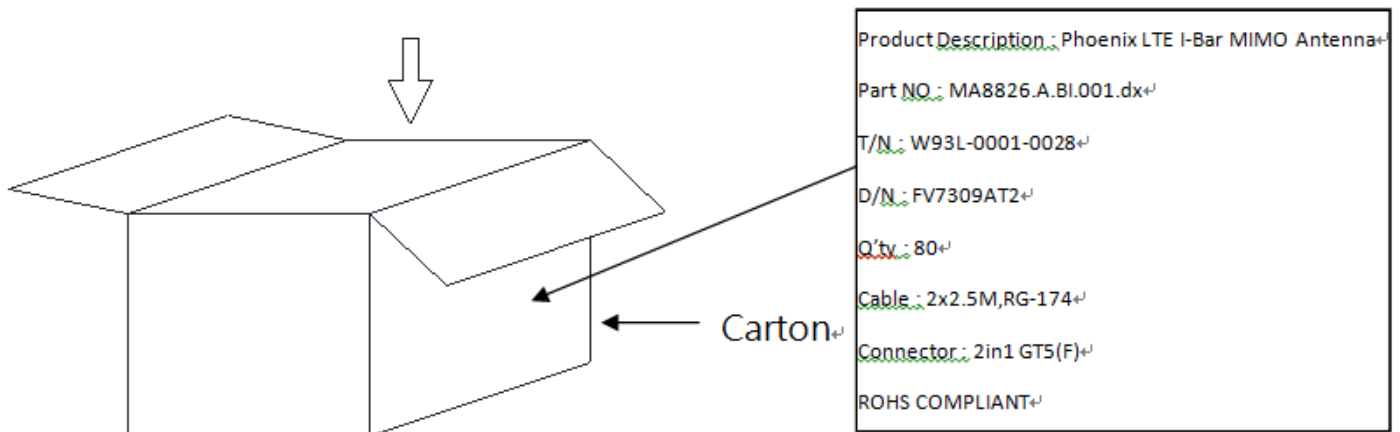 Product Description : Phoenix LTE I-Bar MIMO Antenna↵
Part NO : MA8826.A.BI.001.dx↵
T/N : W93L-0001-0028↵
D/N : FV7309AT2↵
Q'ty : 80↵
Cable : 2x2.5M,RG-174↵
Connector : 2in1 GT5(F)↵
ROHS COMPLIANT↵
Carton↵